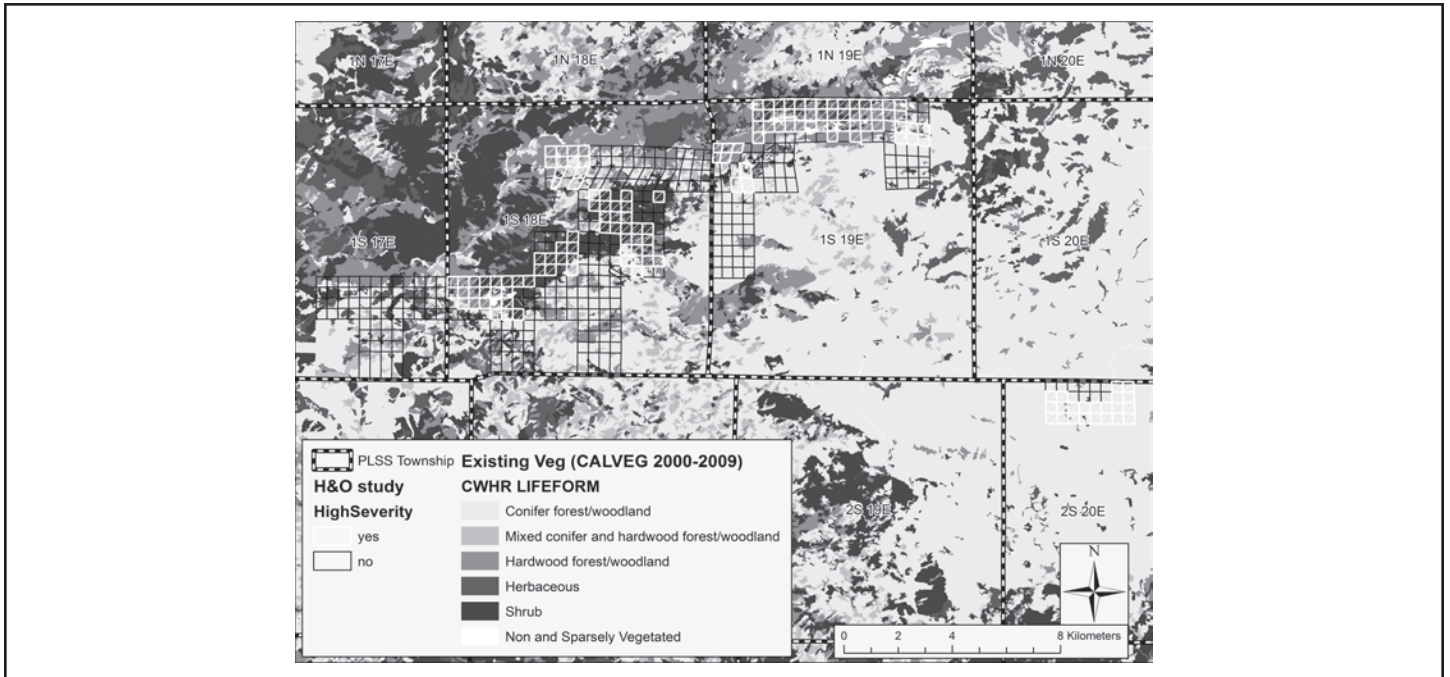 1N 17E
1N 18E
1N 19E
1N 20E
1S 17E
1S 18E
1S 19E
1S 20E
2S 19E
2S 20E
PLSS Township
H&O study
HighSeverity
yes
no
Existing Veg (CALVEG 2000-2009)
CWHR LIFEFORM
Conifer forest/woodland
Mixed conifer and hardwood forest/woodland
Hardwood forest/woodland
Herbaceous
Shrub
Non and Sparsely Vegetated
N
0 2 4 8 Kilometers